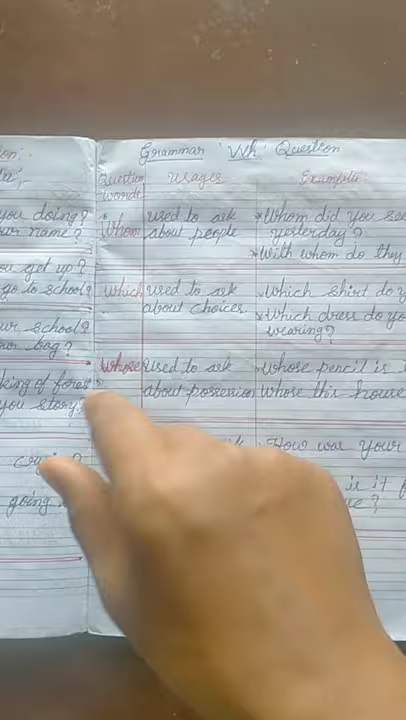 on:
Grammar 'Wh' Question
Question words
Usages
Example:
you doing?
name?
you get up?
go to school?
school?
bag?
king of forest?
you story?
going
Whom
used to ask
about people
*Whom did you see
yesterday?
*With whom do they
Which
used to ask
about choices
*Which shirt do y
*Which dress do yo
wearing?
Whose
used to ask
about possession
*Whose pencil is
Whose this house
How was your
is it f